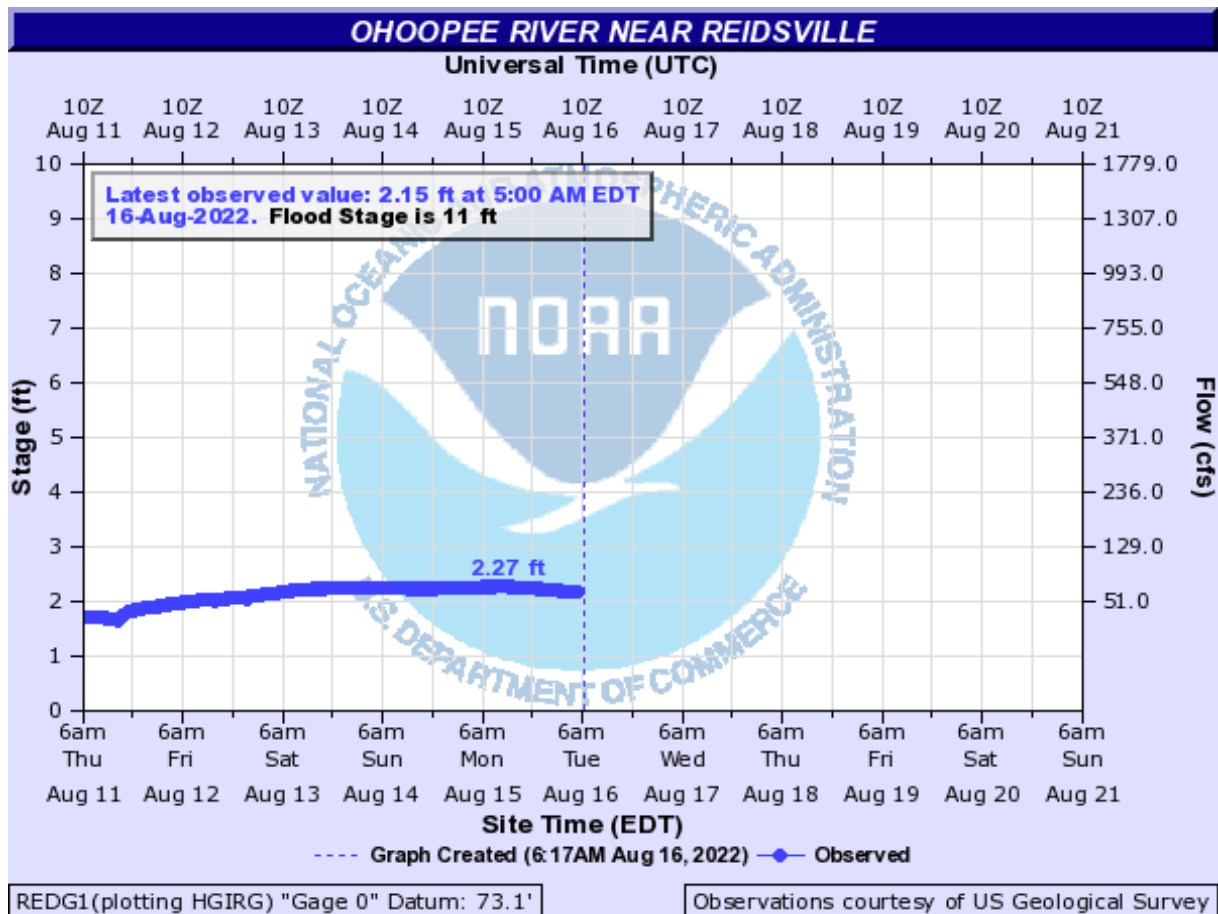 OHOOPEE RIVER NEAR REIDSVILLE
Universal Time (UTC)
10Z 10Z 10Z 10Z 10Z 10Z 10Z 10Z 10Z 10Z 10Z
Aug 11 Aug 12 Aug 13 Aug 14 Aug 15 Aug 16 Aug 17 Aug 18 Aug 19 Aug 20 Aug 21
Latest observed value: 2.15 ft at 5:00 AM EDT
16-Aug-2022. Flood Stage is 11 ft
Stage (ft)
10
9
8
7
6
5
4
3
2
1
0
1779.0
1307.0
993.0
755.0
548.0
371.0
236.0
129.0
51.0
Flow (cfs)
NATIONAL OCEANIC AND ATMOSPHERIC ADMINISTRATION
NOAA
U.S. DEPARTMENT OF COMMERCE
2.27 ft
6am 6am 6am 6am 6am 6am 6am 6am 6am 6am 6am
Thu Fri Sat Sun Mon Tue Wed Thu Fri Sat Sun
Aug 11 Aug 12 Aug 13 Aug 14 Aug 15 Aug 16 Aug 17 Aug 18 Aug 19 Aug 20 Aug 21
Site Time (EDT)
Graph Created (6:17AM Aug 16, 2022) Observed
REDG1(plotting HGIRG) "Gage 0" Datum: 73.1'
Observations courtesy of US Geological Survey